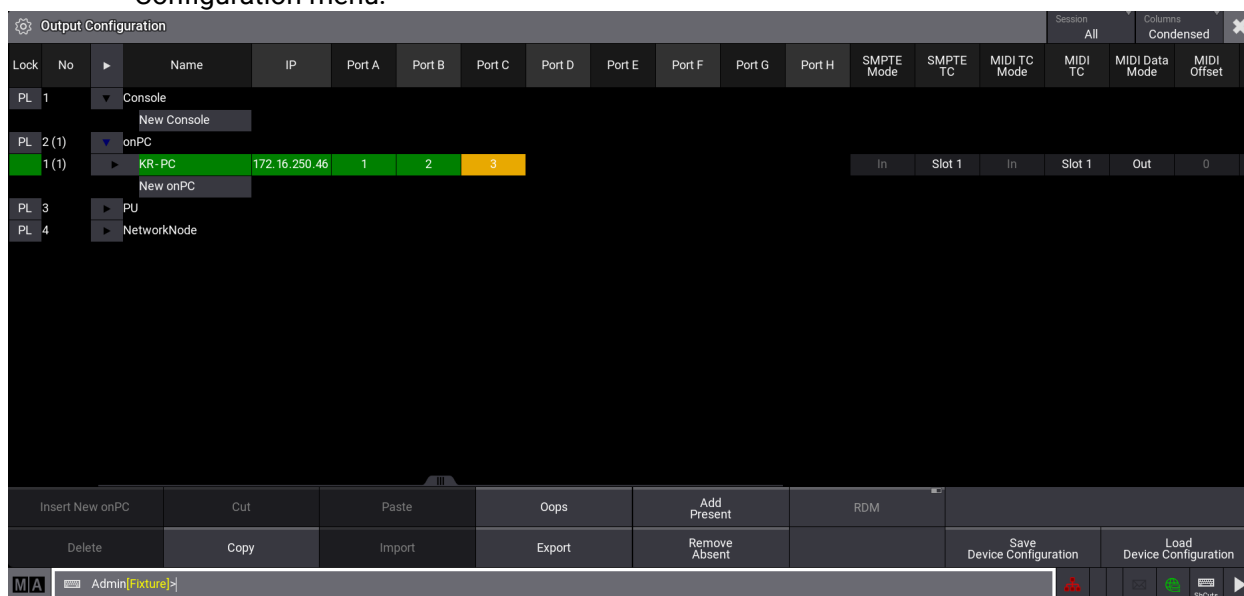 Configuration menu.
Output Configuration
Session
All
Columns
Condensed
Lock No Name IP Port A Port B Port C Port D Port E Port F Port G Port H SMPTE Mode SMPTE TC MIDI TC Mode MIDI TC MIDI Data Mode MIDI Offset
PL 1 Console
New Console
PL 2 (1) onPC
1 (1) KR-PC 172.16.250.46 1 2 3 In Slot 1 In Slot 1 Out 0
New onPC
PL 3 PU
PL 4 NetworkNode
Insert New onPC Cut Paste Oops Add Present RDM
Delete Copy Import Export Remove Absent Save Device Configuration Load Device Configuration
MA Admin[Fixture]>
ShCuts